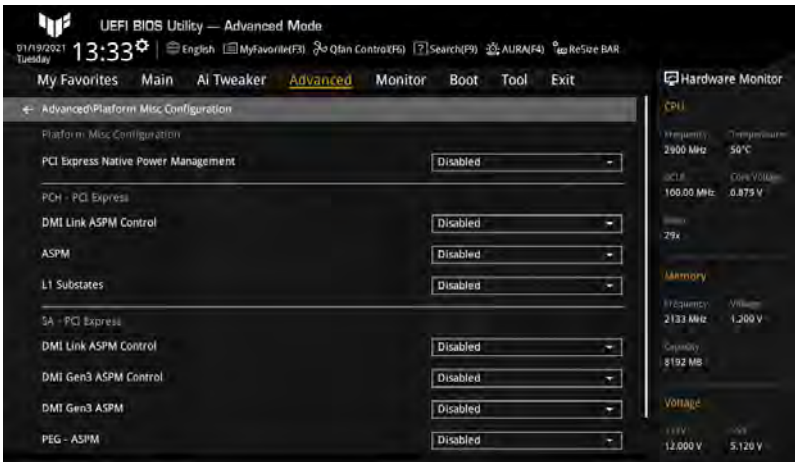 UEFI BIOS Utility — Advanced Mode
01/19/2021 Tuesday 13:33 English MyFavorite(F3) Qfan Control(F6) ? Search(F9) AURA(F4) ReSize BAR
My Favorites Main Ai Tweaker Advanced Monitor Boot Tool Exit Hardware Monitor
← Advanced\Platform Misc Configuration
CPU
Platform Misc Configuration
Frequency Temperature
PCI Express Native Power Management Disabled
2900 MHz 50°C
BCLK Core Voltage
PCH - PCI Express
100.00 MHz 0.875 V
DMI Link ASPM Control Disabled
Ratio
29x
ASPM Disabled
L1 Substates Disabled
Memory
Frequency Voltage
2133 MHz 1.200 V
SA - PCI Express
DMI Link ASPM Control Disabled
Capacity
8192 MB
DMI Gen3 ASPM Control Disabled
Voltage
DMI Gen3 ASPM Disabled
+12V +5V
PEG - ASPM Disabled
12.000 V 5.120 V